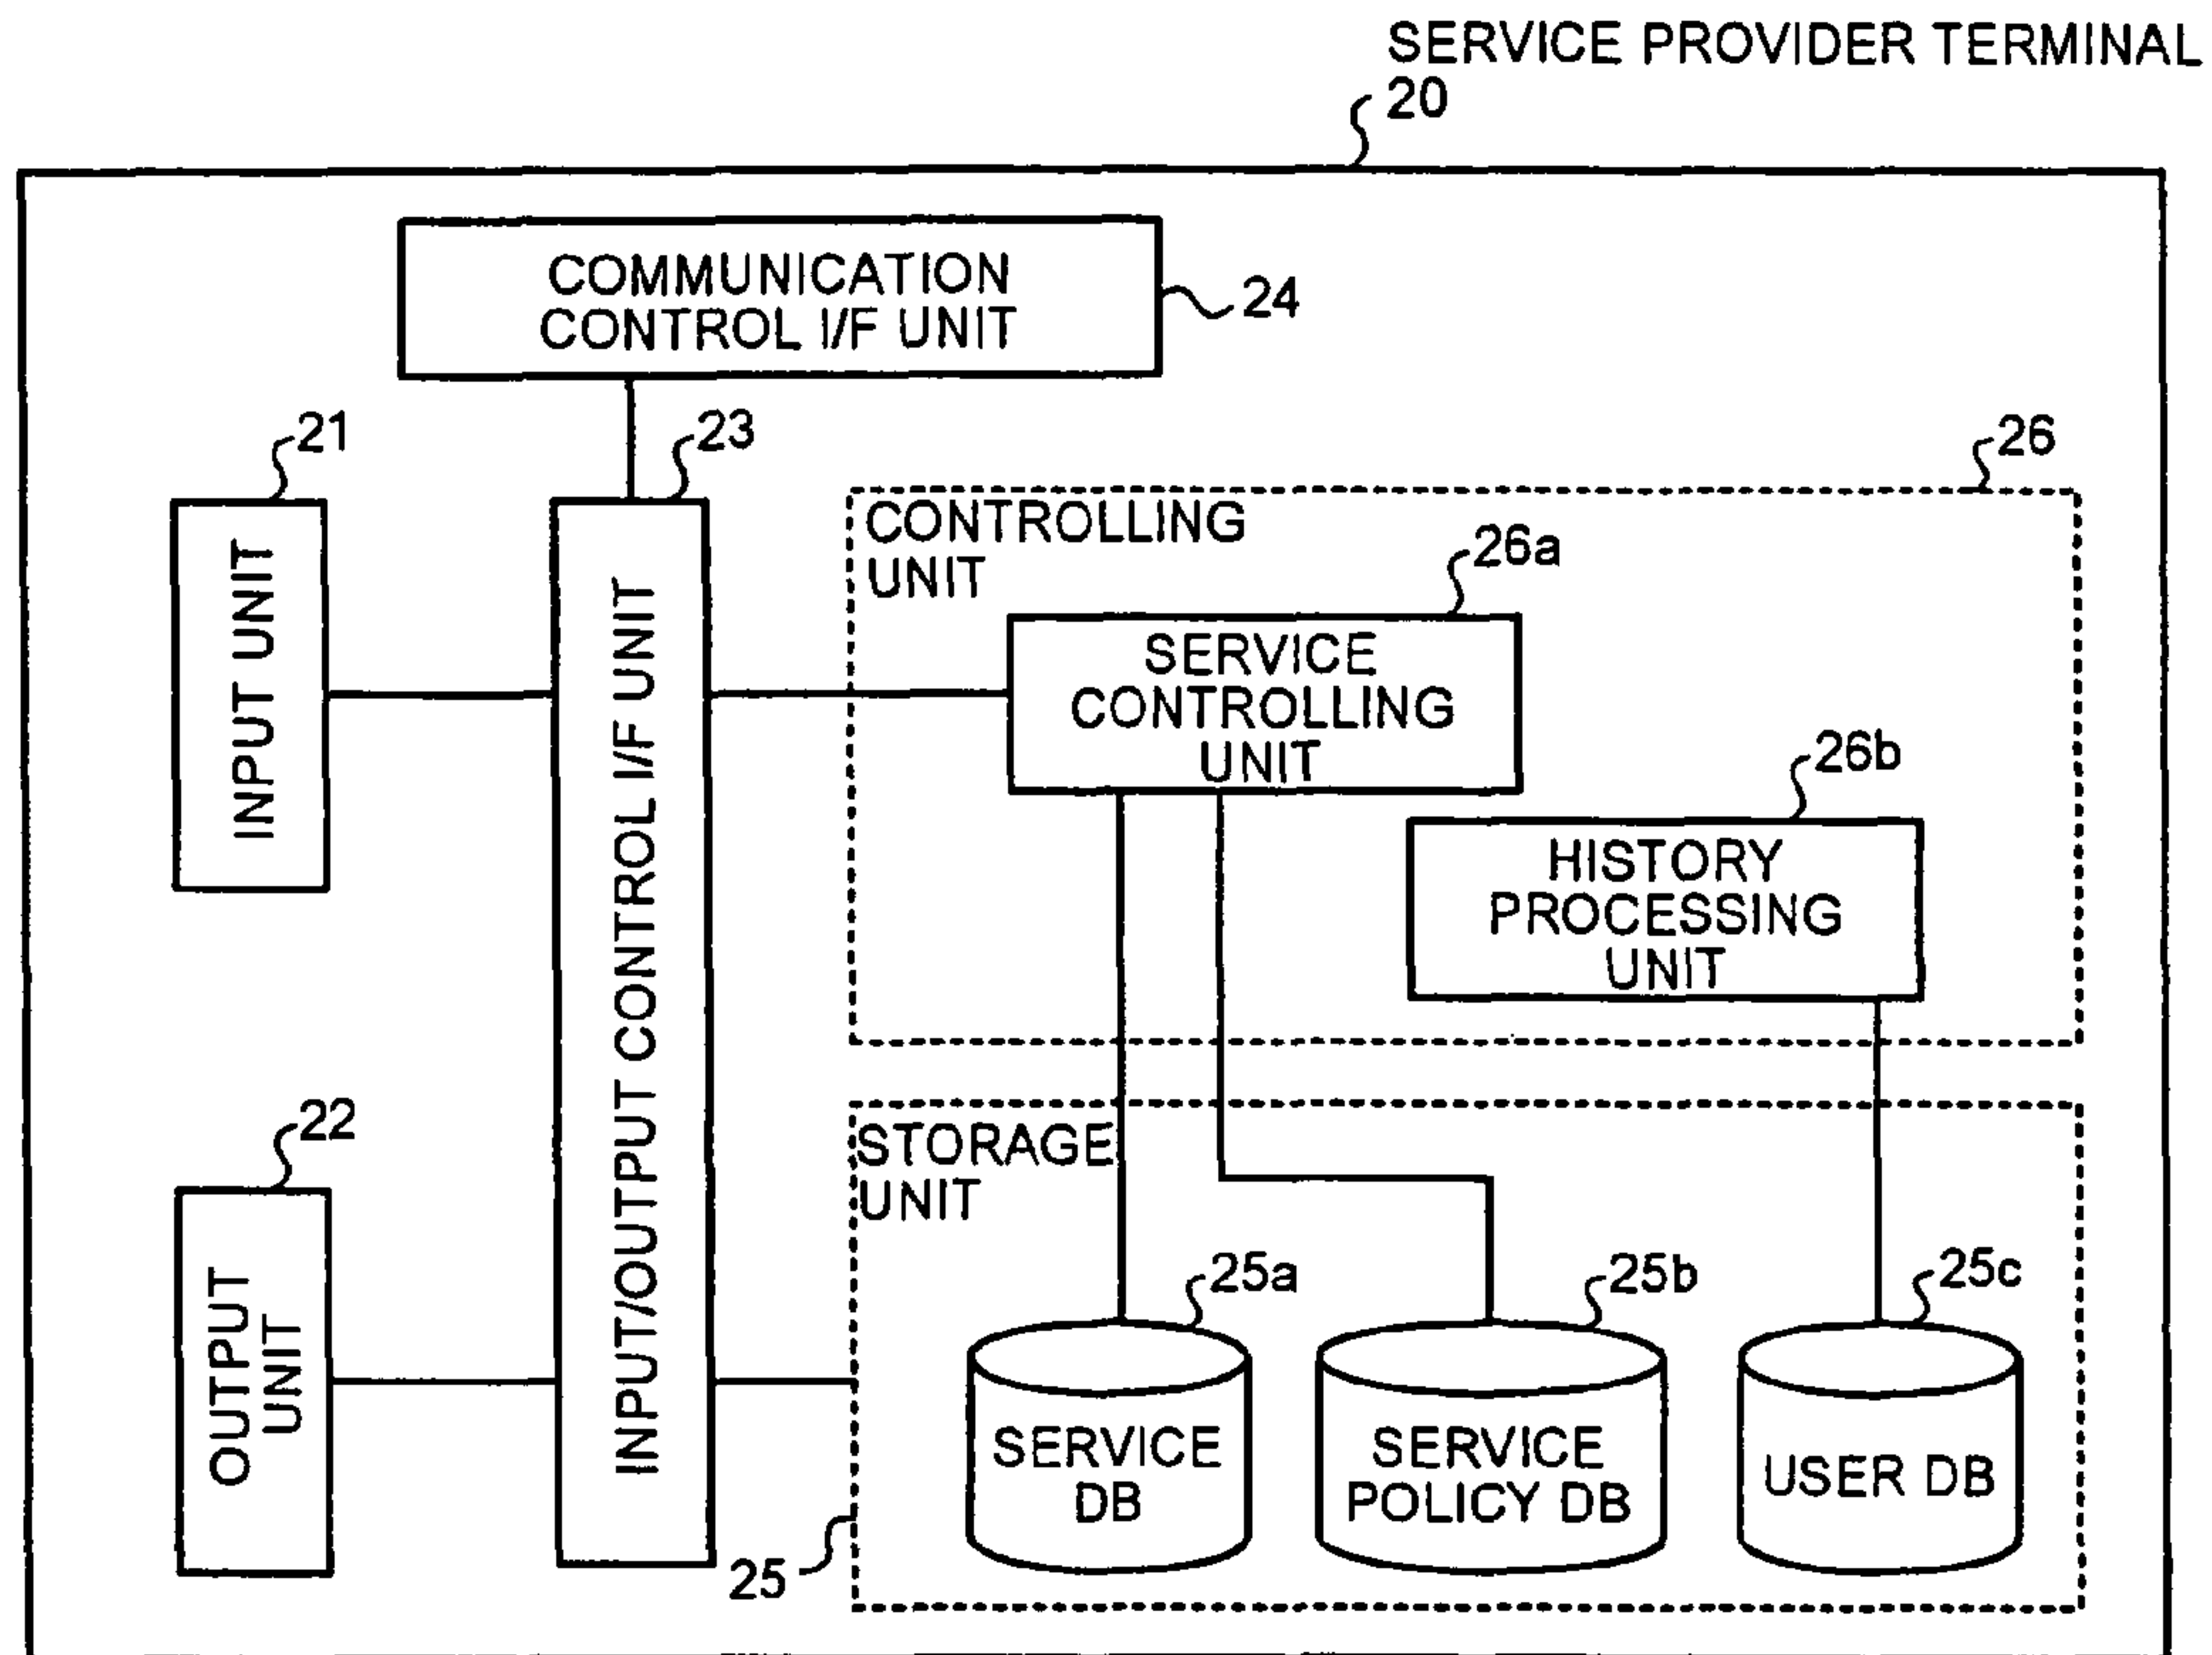 SERVICE PROVIDER TERMINAL
20
COMMUNICATION
CONTROL I/F UNIT
24
21
23
26
INPUT UNIT
INPUT/OUTPUT CONTROL I/F UNIT
CONTROLLING
UNIT
26a
SERVICE
CONTROLLING
UNIT
26b
HISTORY
PROCESSING
UNIT
22
OUTPUT
UNIT
STORAGE
UNIT
25a
25b
25c
SERVICE
DB
SERVICE
POLICY DB
USER DB
25